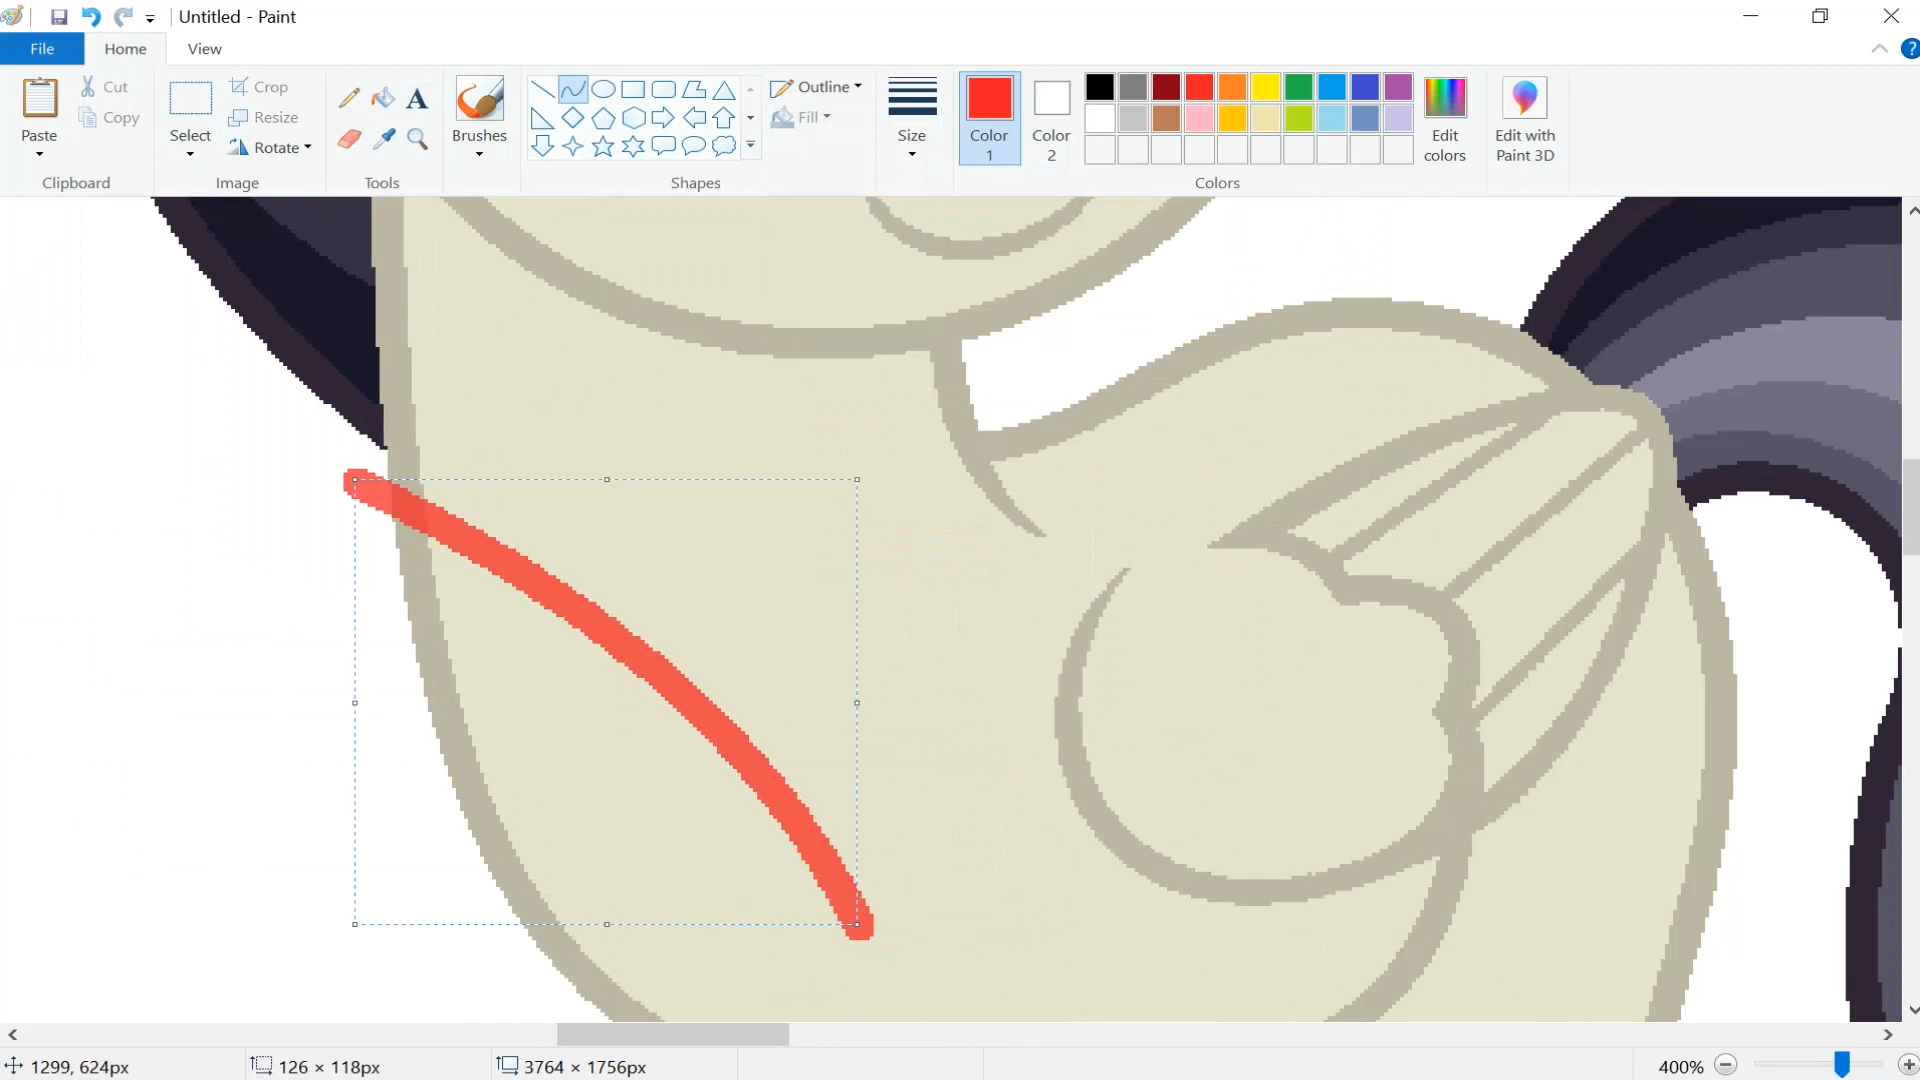 Untitled - Paint
File Home View
Paste
Cut
Copy
Clipboard
Select
Crop
Resize
Rotate
Image
A
Tools
Brushes
Shapes
Outline
Fill
Size
Color 1
Color 2
Colors
Edit colors
Edit with Paint 3D
?
1299, 624px
126 × 118px
3764 × 1756px
400%